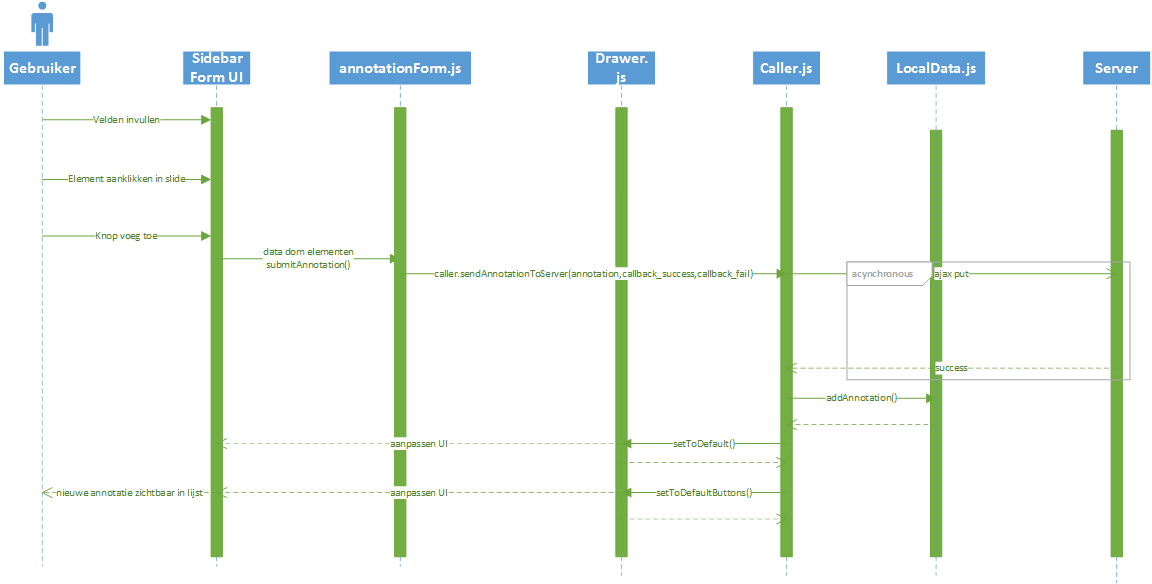 Gebruiker
Sidebar
Form UI
annotationForm.js
Drawer.
js
Caller.js
LocalData.js
Server
Velden invullen
Element aanklikken in slide
Knop voeg toe
data dom elementen
submitAnnotation()
caller.sendAnnotationToServer(annotation,callback_success,callback_fail)
acynchronous
ajax put
success
addAnnotation()
aanpassen UI
setToDefault()
nieuwe annotatie zichtbaar in lijst
aanpassen UI
setToDefaultButtons()